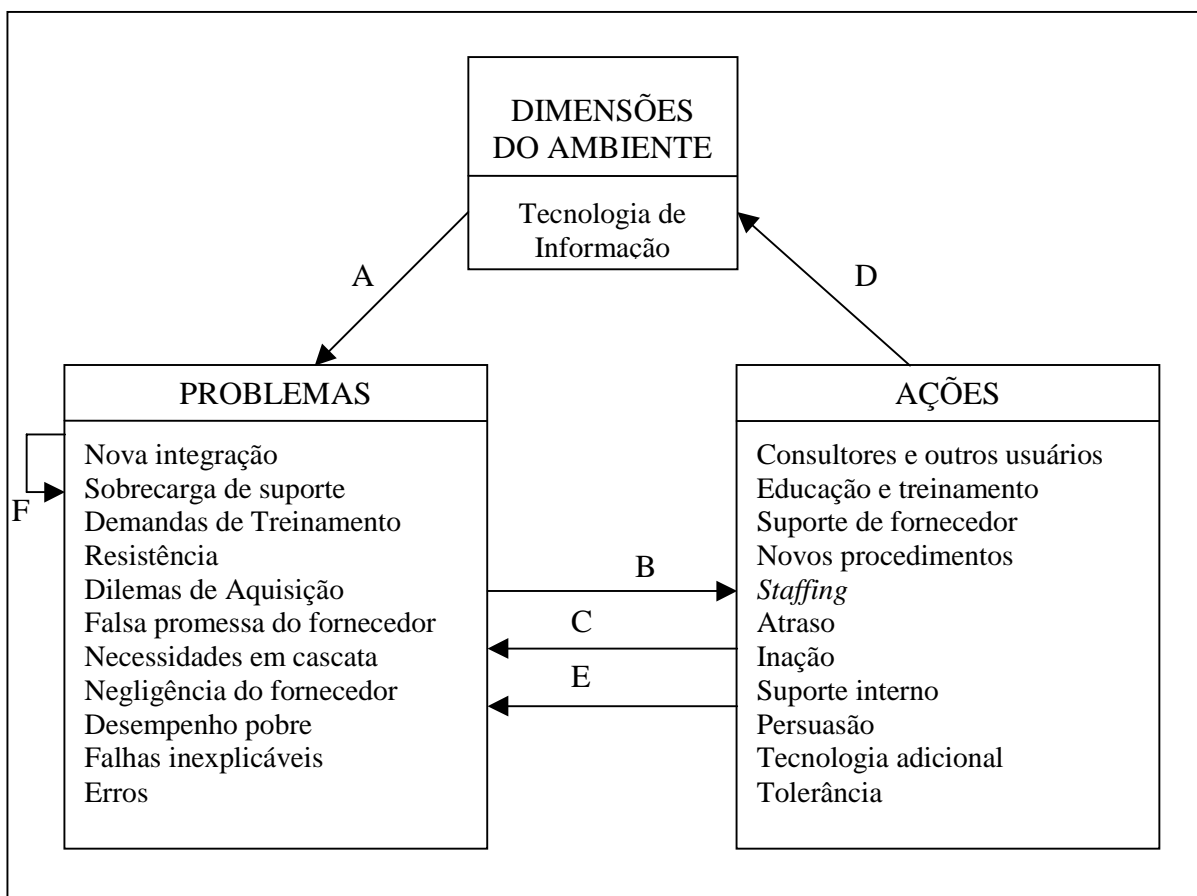 DIMENSÕES
DO AMBIENTE
Tecnologia de
Informação
A
D
PROBLEMAS
Nova integração
Sobrecarga de suporte
Demandas de Treinamento
Resistência
Dilemas de Aquisição
Falsa promessa do fornecedor
Necessidades em cascata
Negligência do fornecedor
Desempenho pobre
Falhas inexplicáveis
Erros
F
B
C
E
AÇÕES
Consultores e outros usuários
Educação e treinamento
Suporte de fornecedor
Novos procedimentos
Staffing
Atraso
Inação
Suporte interno
Persuasão
Tecnologia adicional
Tolerância